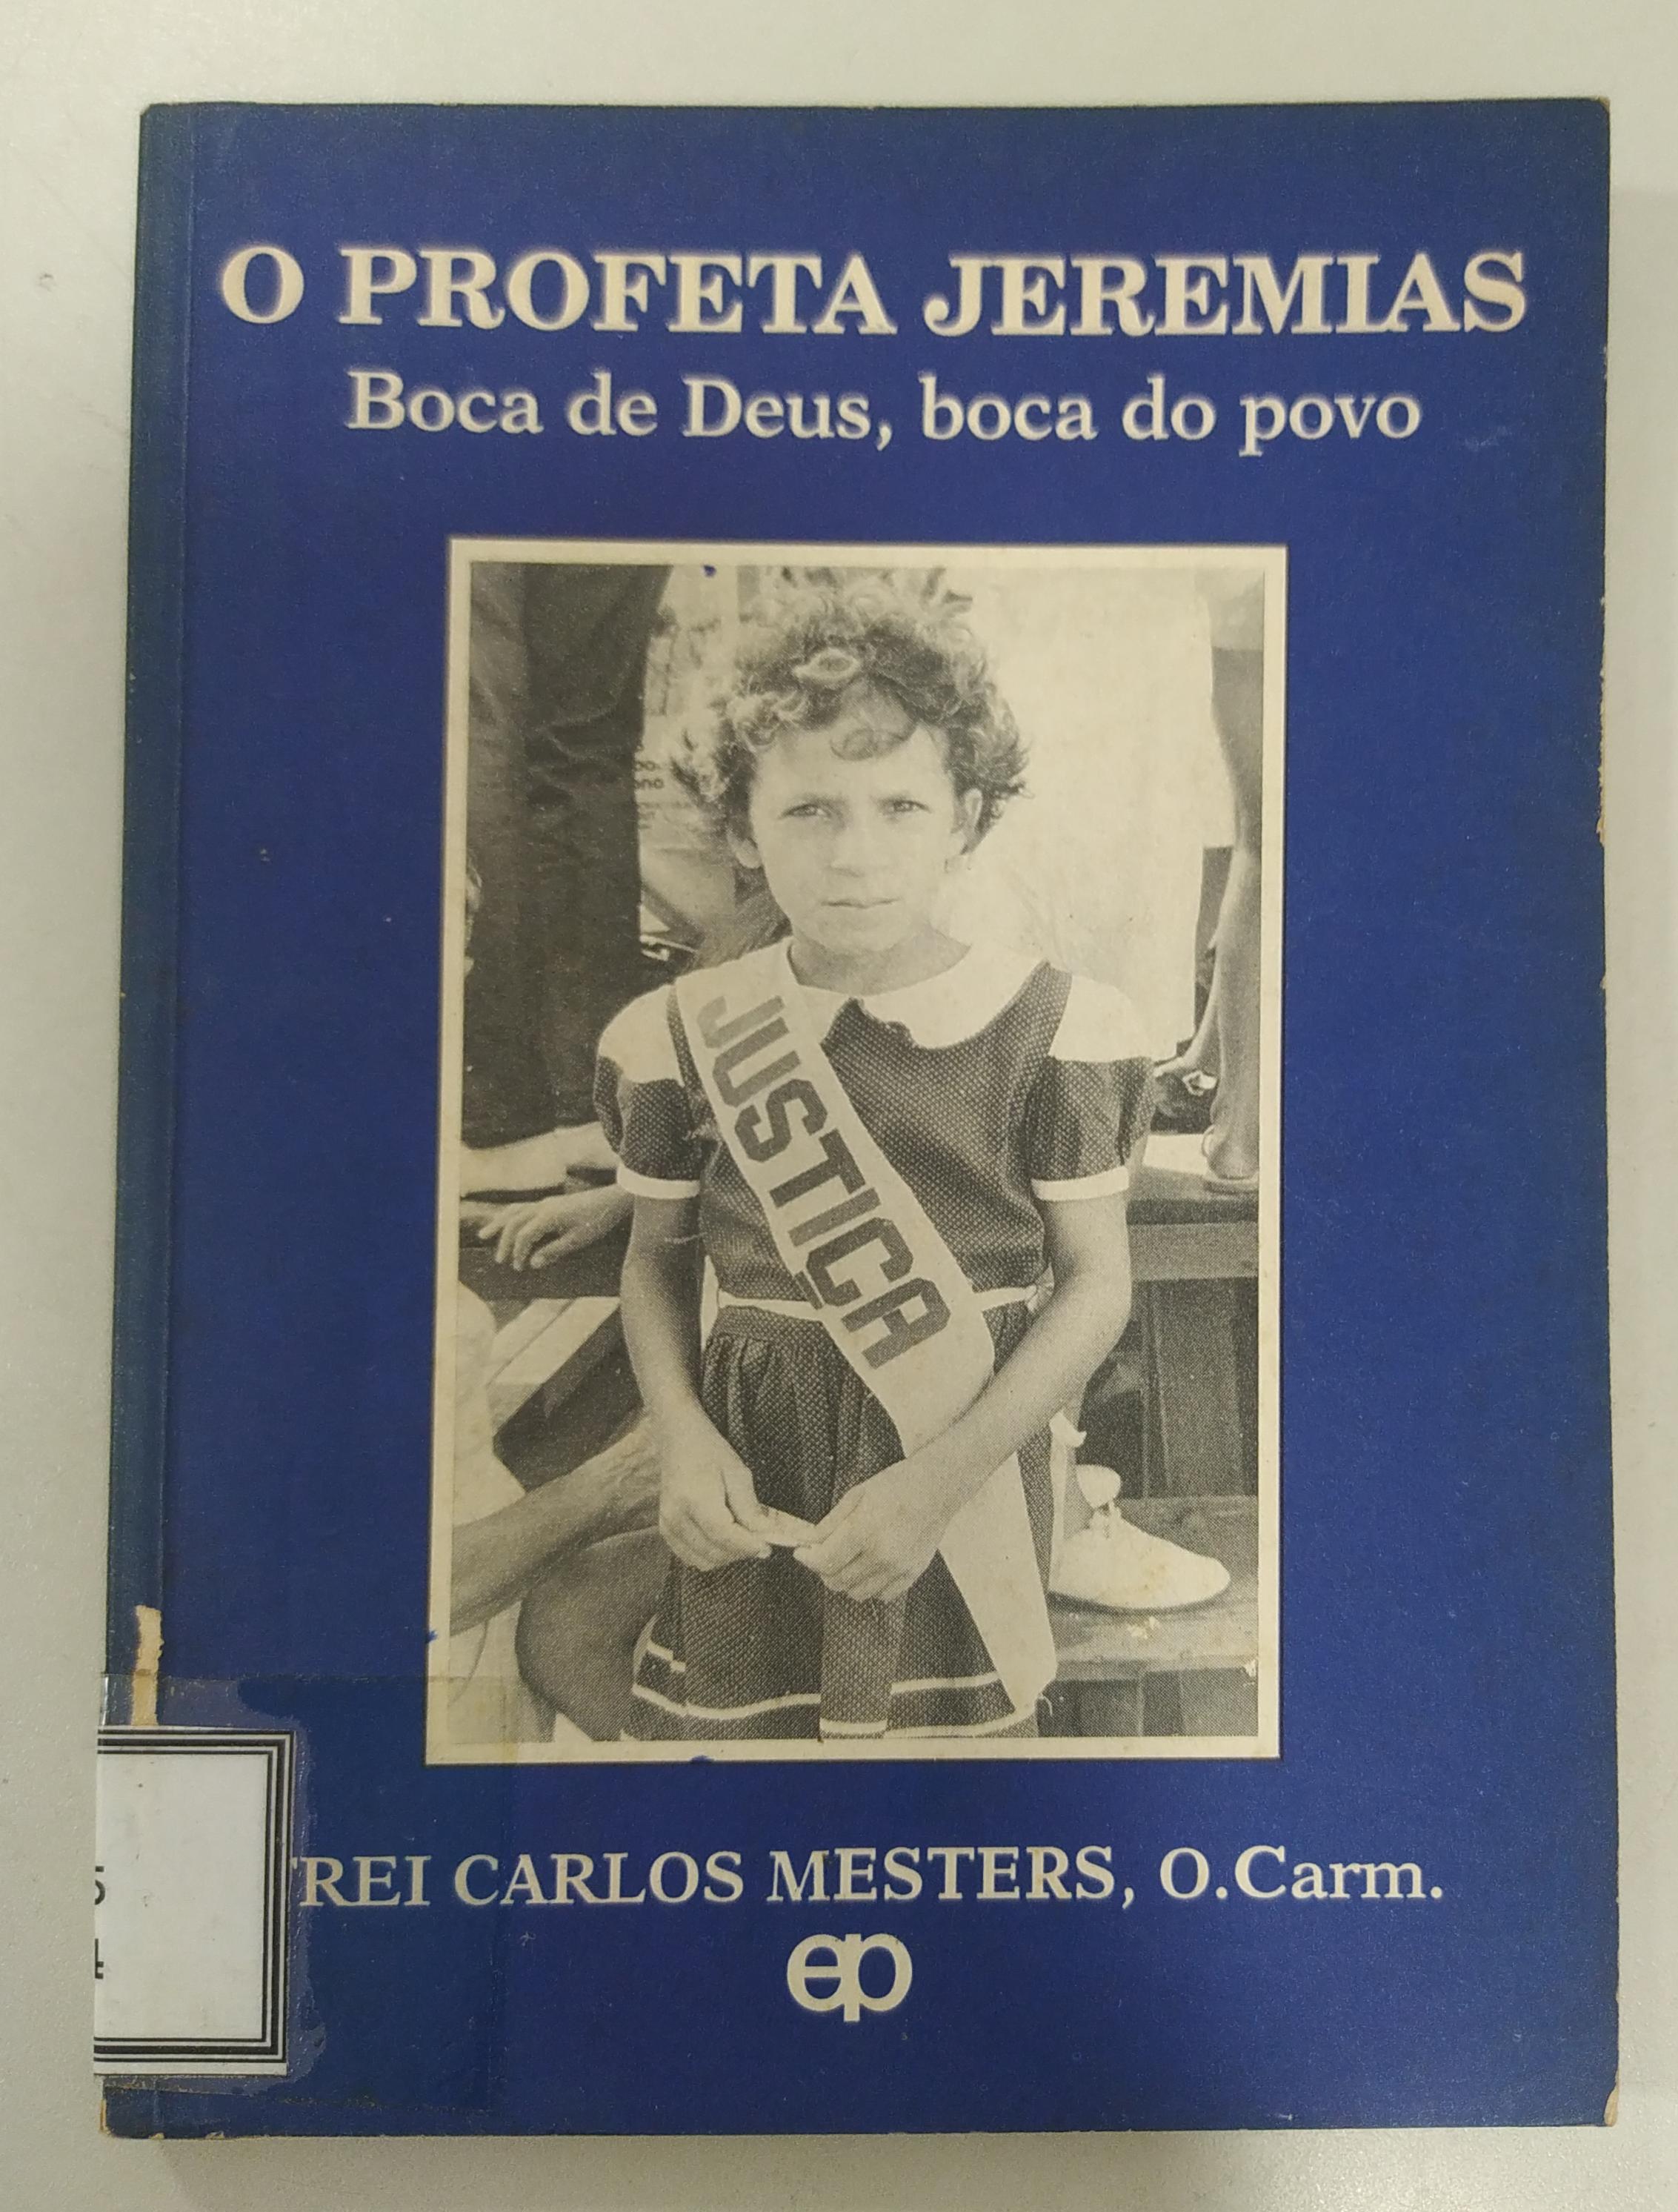 O PROFETA JEREMIAS
Boca de Deus, boca do povo
JUSTIÇA
REI CARLOS MESTERS, O.Carm.
ep